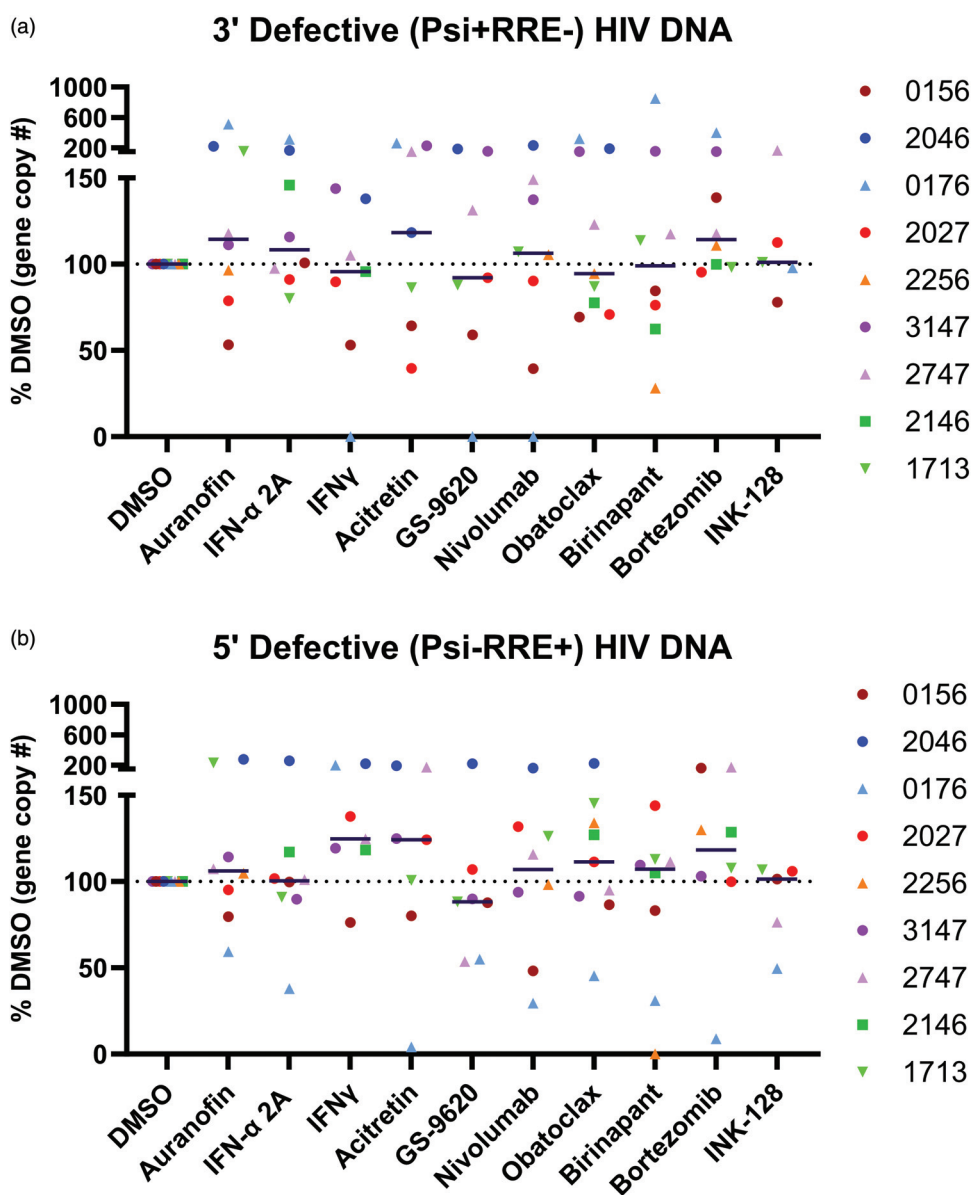 (a)
3' Defective (Psi+RRE-) HIV DNA
% DMSO (gene copy #)
1000
600
200
150
100
50
0
DMSO
Auranofin
IFN-α 2A
IFNγ
Acitretin
GS-9620
Nivolumab
Obatoclax
Birinapant
Bortezomib
INK-128
0156
2046
0176
2027
2256
3147
2747
2146
1713
(b)
5' Defective (Psi-RRE+) HIV DNA
% DMSO (gene copy #)
1000
600
200
150
100
50
0
DMSO
Auranofin
IFN-α 2A
IFNγ
Acitretin
GS-9620
Nivolumab
Obatoclax
Birinapant
Bortezomib
INK-128
0156
2046
0176
2027
2256
3147
2747
2146
1713